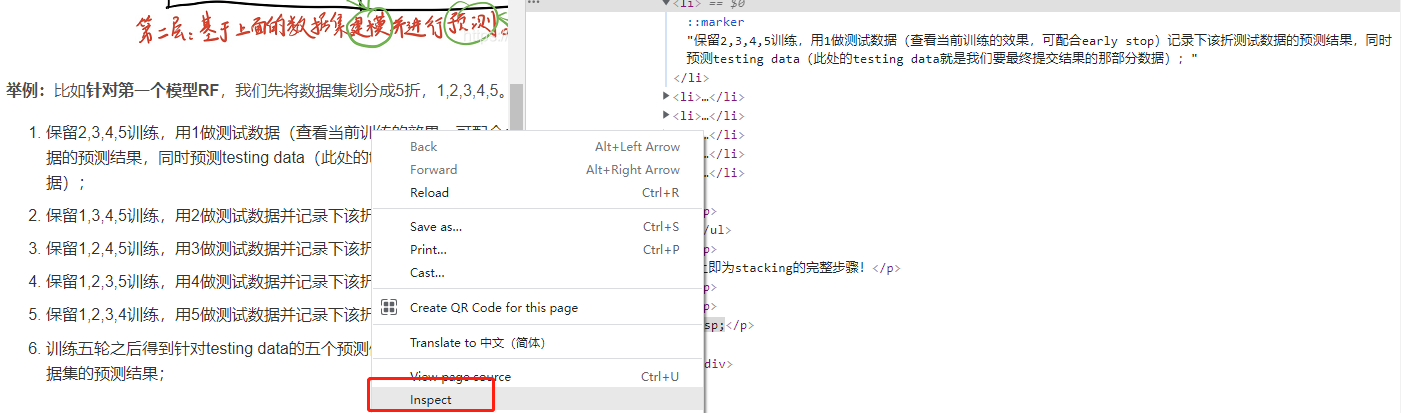 第二层：基于上面的数据集建模并进行预测
举例：比如针对第一个模型RF，我们先将数据集划分成5折，1,2,3,4,5。
1. 保留2,3,4,5训练，用1做测试数据（查看当前训练的效果，可配合
据的预测结果，同时预测testing data（此处的t
据）；
2. 保留1,3,4,5训练，用2做测试数据并记录下该折
3. 保留1,2,4,5训练，用3做测试数据并记录下该折
4. 保留1,2,3,5训练，用4做测试数据并记录下该折
5. 保留1,2,3,4训练，用5做测试数据并记录下该折
6. 训练五轮之后得到针对testing data的五个预测
据集的预测结果；
Back Alt+Left Arrow
Forward Alt+Right Arrow
Reload Ctrl+R
Save as... Ctrl+S
Print... Ctrl+P
Cast...
Create QR Code for this page
Translate to 中文（简体）
View page source Ctrl+U
Inspect
<li> == $0
::marker
"保留2,3,4,5训练，用1做测试数据（查看当前训练的效果，可配合early stop）记录下该折测试数据的预测结果，同时
预测testing data（此处的testing data就是我们要最终提交结果的那部分数据）；"
</li>
<li>…</li>
<li>…</li>
…</li>
…</li>
…</li>
p>
/ul>
p>
即为stacking的完整步骤！</p>
p>
p>
sp;</p>
div>